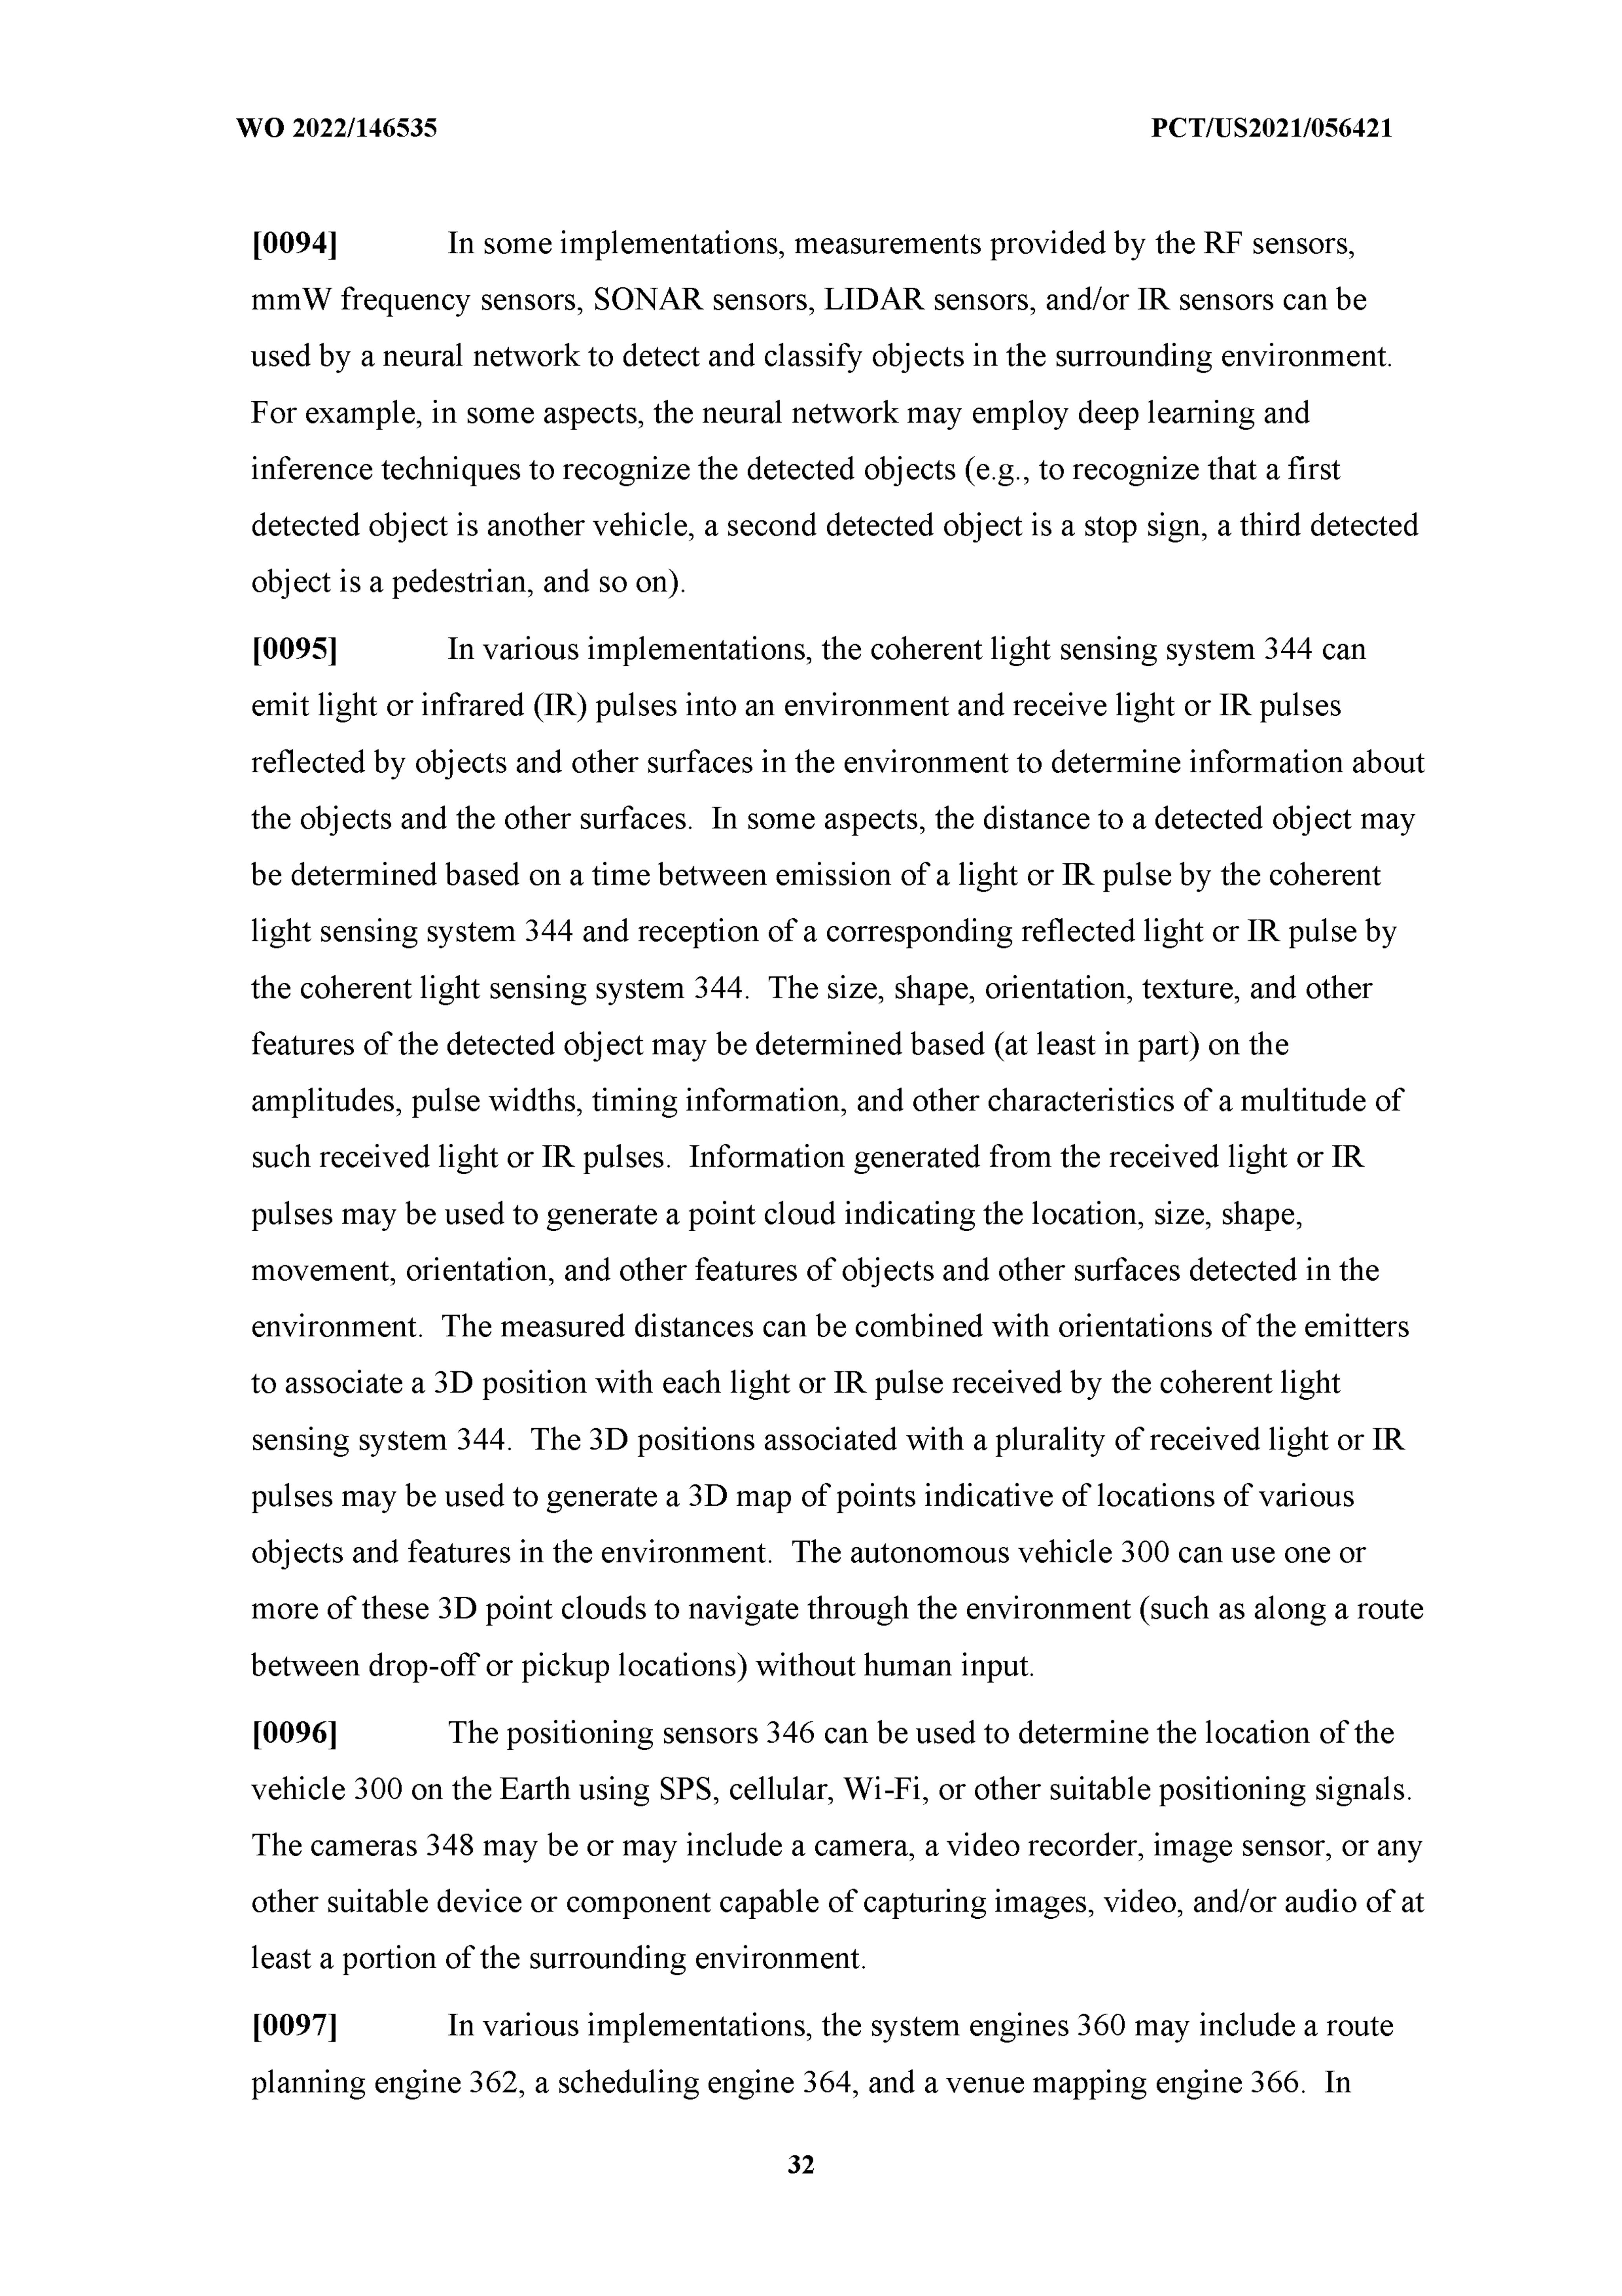 WO 2022/146535 PCT/US2021/056421
[0094] In some implementations, measurements provided by the RF sensors,
mmW frequency sensors, SONAR sensors, LIDAR sensors, and/or IR sensors can be
used by a neural network to detect and classify objects in the surrounding environment.
For example, in some aspects, the neural network may employ deep learning and
inference techniques to recognize the detected objects (e.g., to recognize that a first
detected object is another vehicle, a second detected object is a stop sign, a third detected
object is a pedestrian, and so on).
[0095] In various implementations, the coherent light sensing system 344 can
emit light or infrared (IR) pulses into an environment and receive light or IR pulses
reflected by objects and other surfaces in the environment to determine information about
the objects and the other surfaces. In some aspects, the distance to a detected object may
be determined based on a time between emission of a light or IR pulse by the coherent
light sensing system 344 and reception of a corresponding reflected light or IR pulse by
the coherent light sensing system 344. The size, shape, orientation, texture, and other
features of the detected object may be determined based (at least in part) on the
amplitudes, pulse widths, timing information, and other characteristics of a multitude of
such received light or IR pulses. Information generated from the received light or IR
pulses may be used to generate a point cloud indicating the location, size, shape,
movement, orientation, and other features of objects and other surfaces detected in the
environment. The measured distances can be combined with orientations of the emitters
to associate a 3D position with each light or IR pulse received by the coherent light
sensing system 344. The 3D positions associated with a plurality of received light or IR
pulses may be used to generate a 3D map of points indicative of locations of various
objects and features in the environment. The autonomous vehicle 300 can use one or
more of these 3D point clouds to navigate through the environment (such as along a route
between drop-off or pickup locations) without human input.
[0096] The positioning sensors 346 can be used to determine the location of the
vehicle 300 on the Earth using SPS, cellular, Wi-Fi, or other suitable positioning signals.
The cameras 348 may be or may include a camera, a video recorder, image sensor, or any
other suitable device or component capable of capturing images, video, and/or audio of at
least a portion of the surrounding environment.
[0097] In various implementations, the system engines 360 may include a route
planning engine 362, a scheduling engine 364, and a venue mapping engine 366. In
32